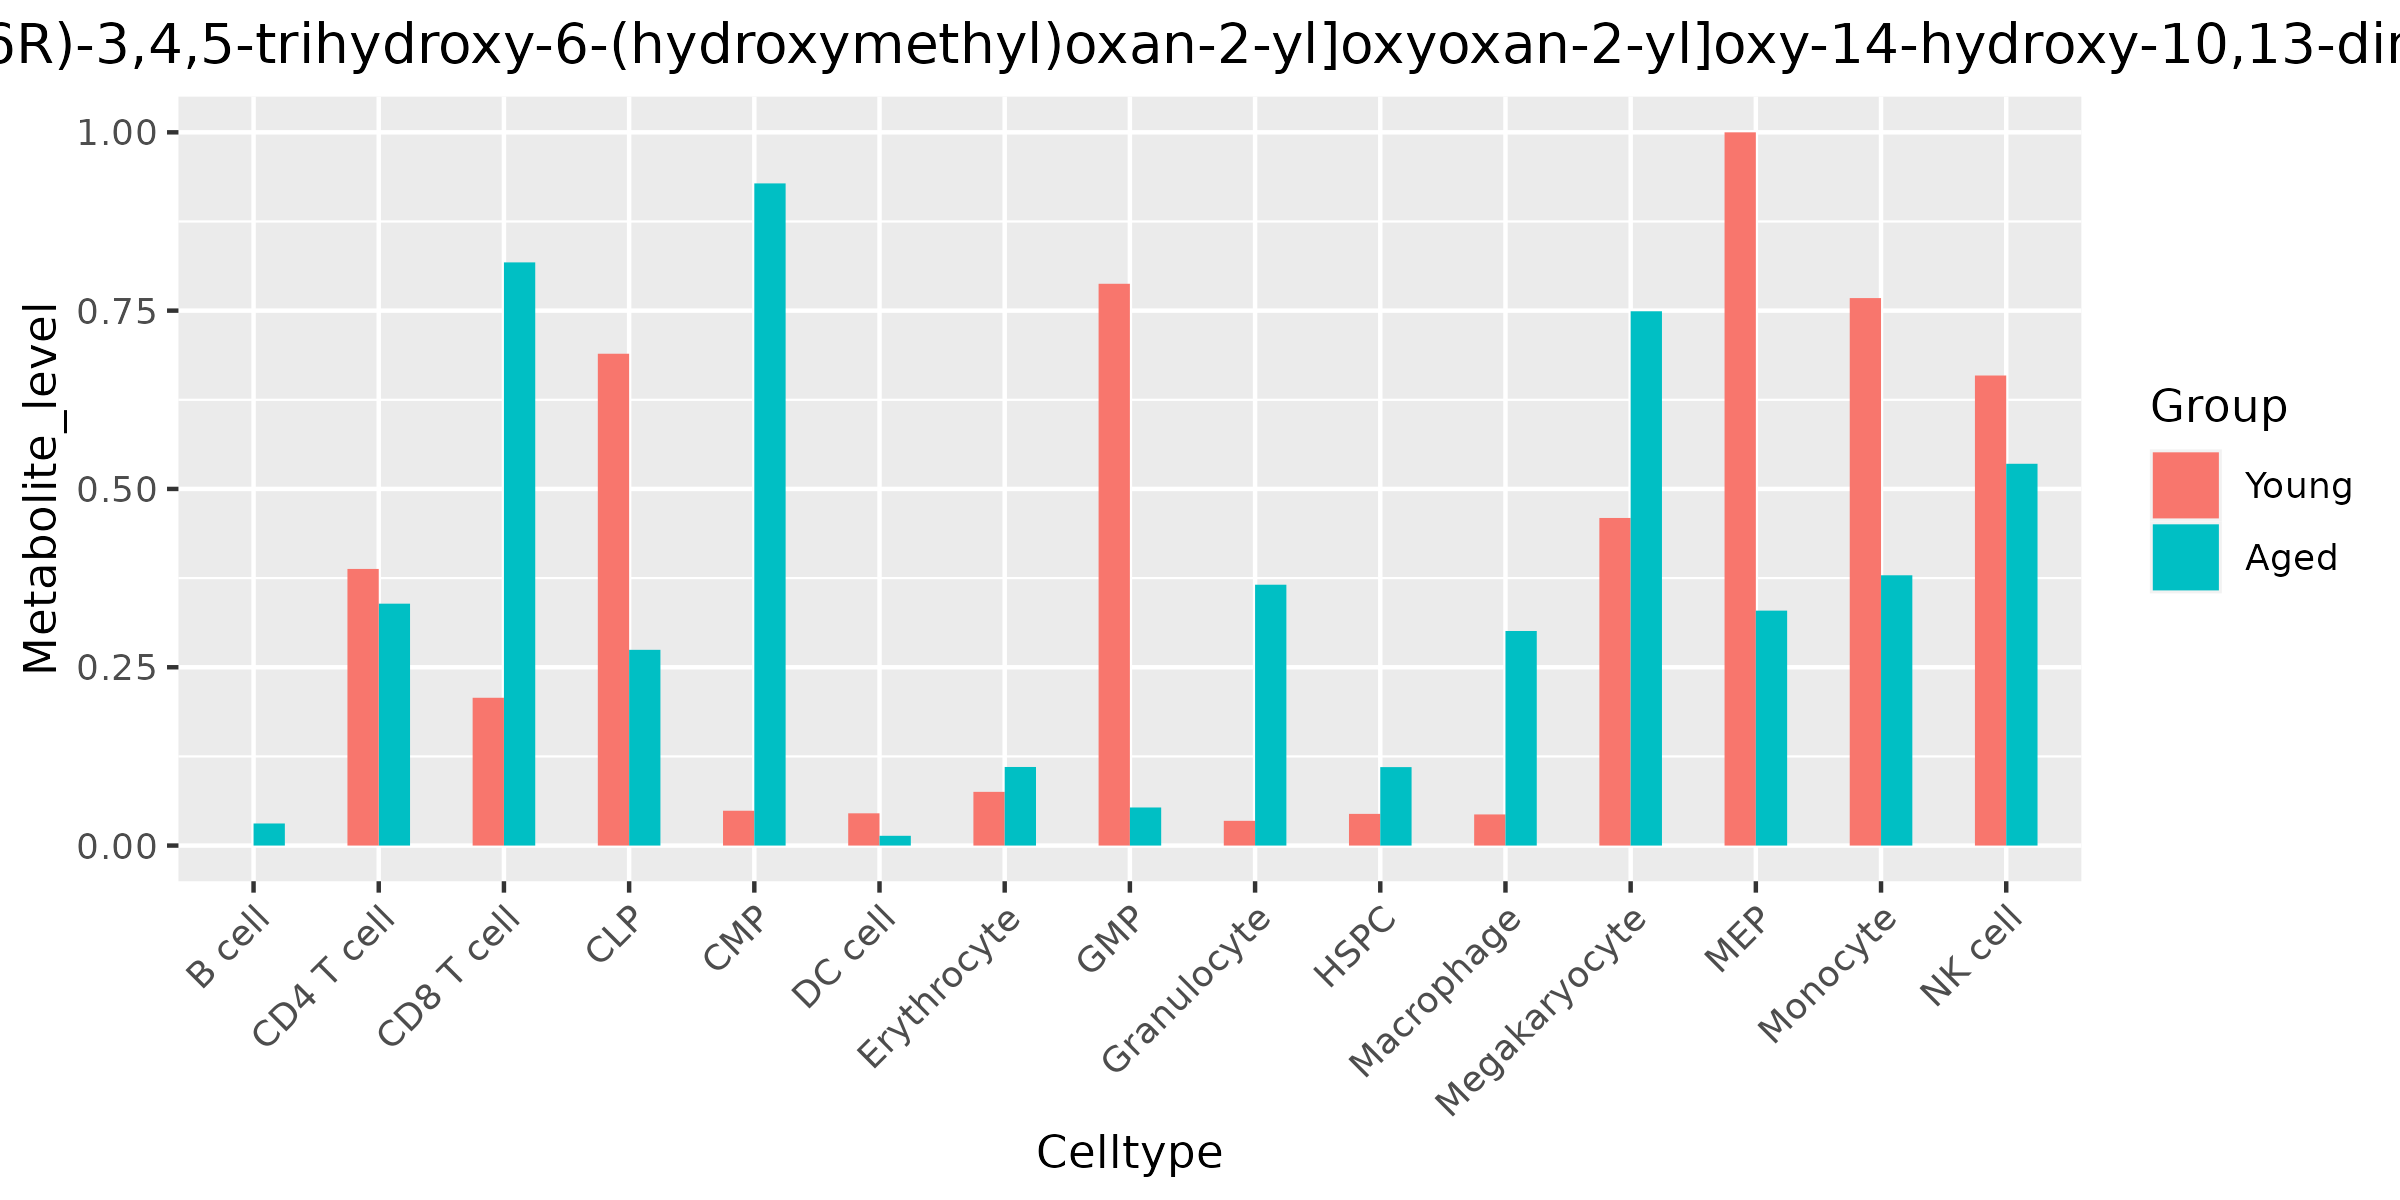 6R)-3,4,5-trihydroxy-6-(hydroxymethyl)oxan-2-yl]oxyoxan-2-yl]oxy-14-hydroxy-10,13-dir
Metabolite_level
1.00
0.75
0.50
0.25
0.00
B cell
CD4 T cell
CD8 T cell
CLP
CMP
DC cell
Erythrocyte
GMP
Granulocyte
HSPC
Macrophage
Megakaryocyte
MEP
Monocyte
NK cell
Celltype
Group
Young
Aged